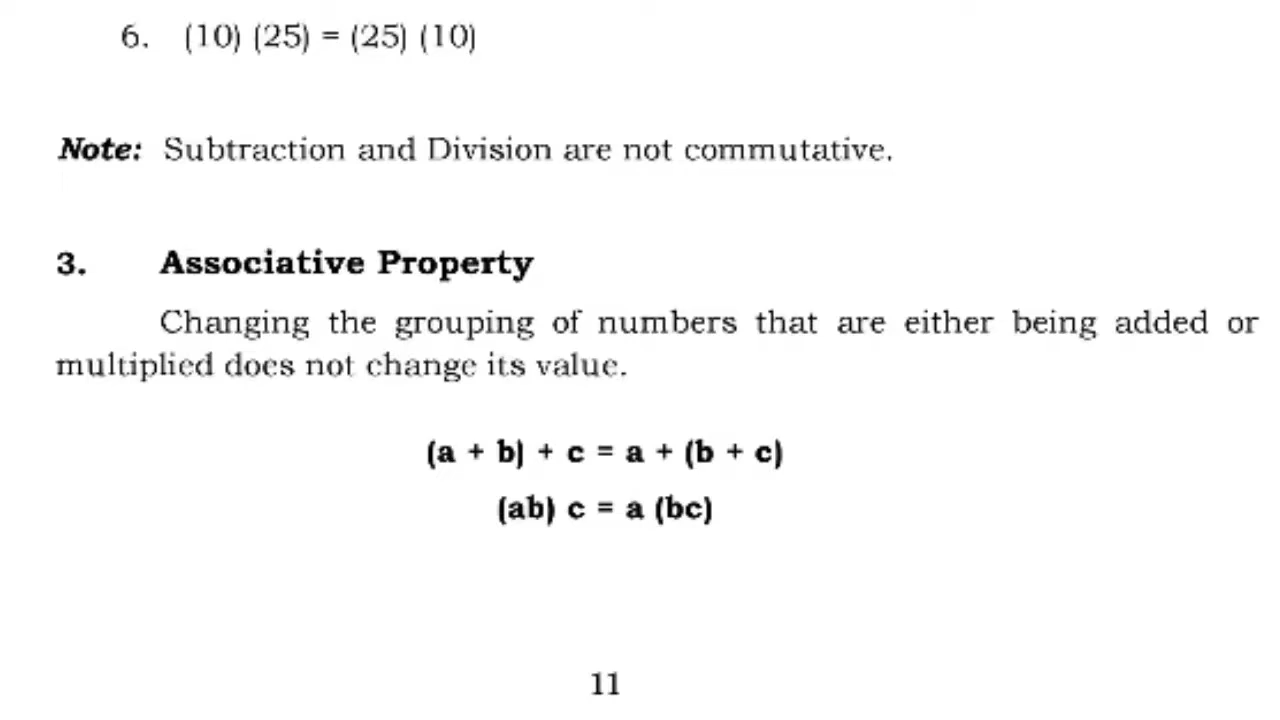 6. (10) (25) = (25) (10)
Note: Subtraction and Division are not commutative.
3. Associative Property
Changing the grouping of numbers that are either being added or
multiplied does not change its value.
(a + b) + c = a + (b + c)
(ab) c = a (bc)
11